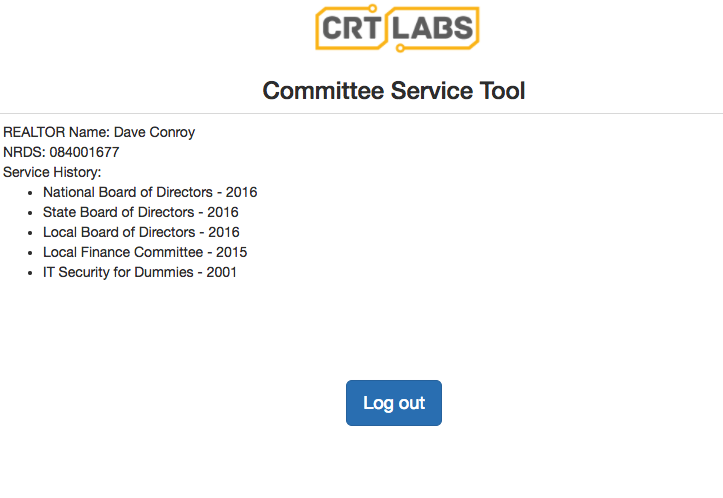 CRT LABS
Committee Service Tool
REALTOR Name: Dave Conroy
NRDS: 084001677
Service History:
• National Board of Directors - 2016
• State Board of Directors - 2016
• Local Board of Directors - 2016
• Local Finance Committee - 2015
• IT Security for Dummies - 2001
Log out